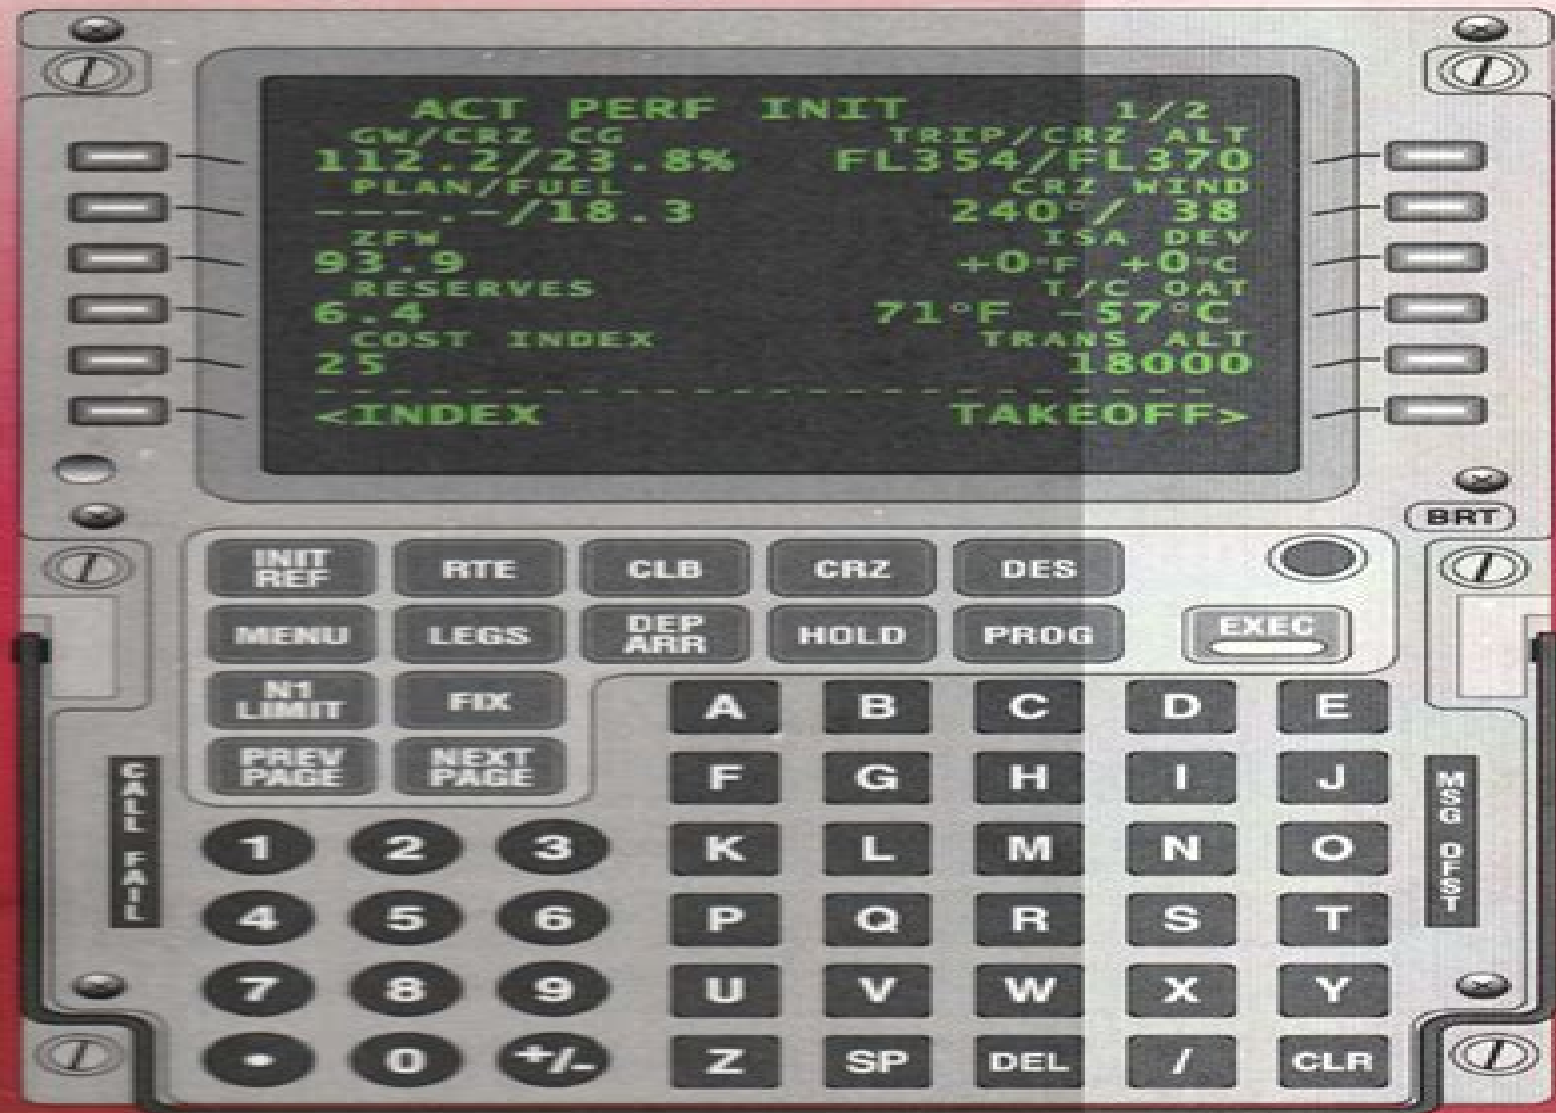 ACT PERF INIT 1/2
GW/CRZ CG TRIP/CRZ ALT
112.2/23.8% FL354/FL370
PLAN/FUEL CRZ WIND
---.-/18.3 240°/ 38
ZFW ISA DEV
93.9 +0°F +0°C
RESERVES T/C OAT
6.4 71°F -57°C
COST INDEX TRANS ALT
25 18000
------------------------
<INDEX TAKEOFF>
BRT
INIT REF RTE CLB CRZ DES
MENU LEGS DEP ARR HOLD PROG EXEC
N1 LIMIT FIX
PREV PAGE NEXT PAGE
A B C D E
F G H I J
1 2 3 K L M N O
4 5 6 P Q R S T
7 8 9 U V W X Y
. 0 +/- Z SP DEL / CLR
CALL FAIL
MSG OFST